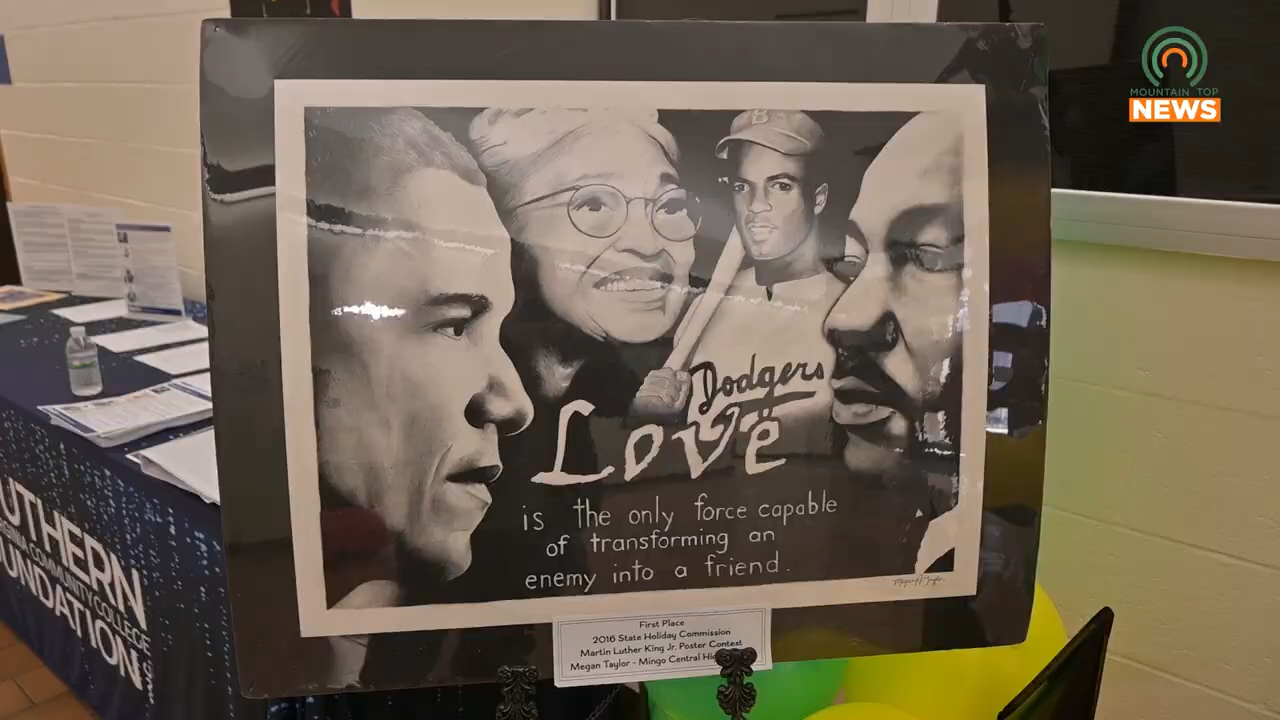 MOUNTAIN TOP
NEWS
B
Dodgers
Love
is the only force capable
of transforming an
enemy into a friend.
First Place
2016 State Holiday Commission
Martin Luther King Jr. Poster Contest
Megan Taylor - Mingo Central Hi
UTHERN
COMMUNITY COLLEGE
UNDATION